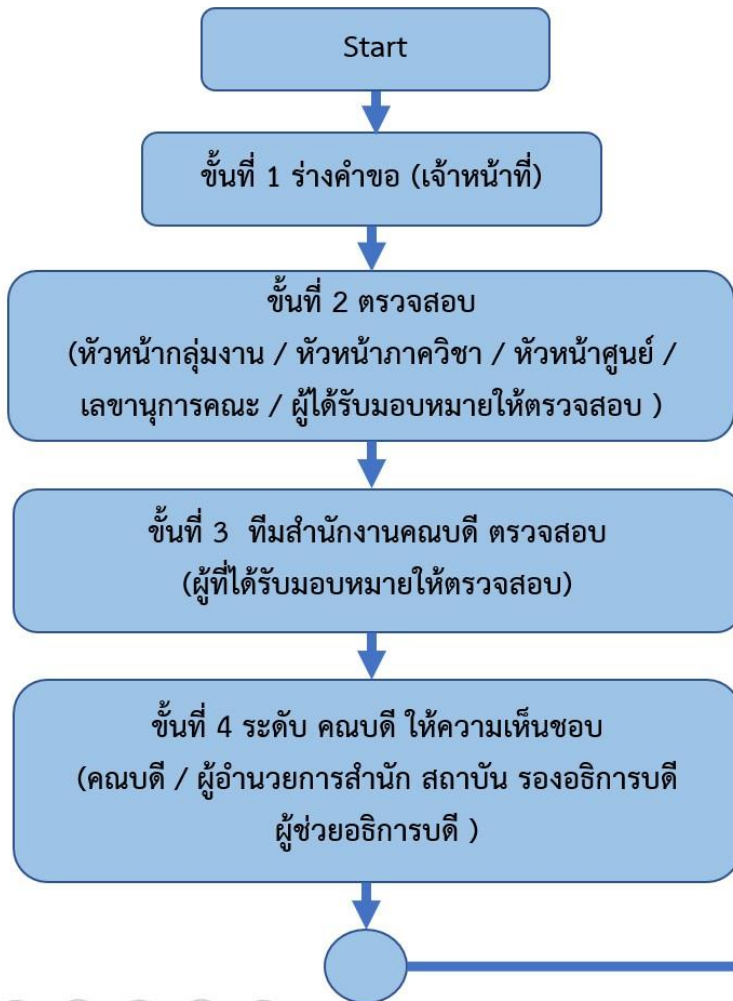 Start
ขั้นที่ 1 ร่างคำขอ (เจ้าหน้าที่)
ขั้นที่ 2 ตรวจสอบ
(หัวหน้ากลุ่มงาน / หัวหน้าภาควิชา / หัวหน้าศูนย์ /
เลขานุการคณะ / ผู้ได้รับมอบหมายให้ตรวจสอบ )
ขั้นที่ 3 ทีมสำนักงานคณบดี ตรวจสอบ
(ผู้ที่ได้รับมอบหมายให้ตรวจสอบ)
ขั้นที่ 4 ระดับ คณบดี ให้ความเห็นชอบ
(คณบดี / ผู้อำนวยการสำนัก สถาบัน รองอธิการบดี
ผู้ช่วยอธิการบดี )